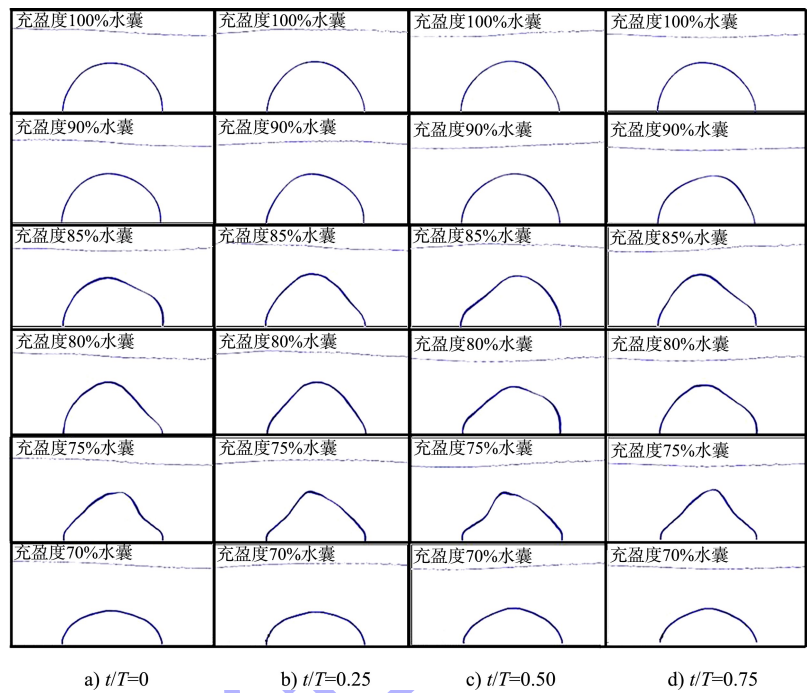 充盈度100%水囊 充盈度100%水囊 充盈度100%水囊 充盈度100%水囊
充盈度90%水囊 充盈度90%水囊 充盈度90%水囊 充盈度90%水囊
充盈度85%水囊 充盈度85%水囊 充盈度85%水囊 充盈度85%水囊
充盈度80%水囊 充盈度80%水囊 充盈度80%水囊 充盈度80%水囊
充盈度75%水囊 充盈度75%水囊 充盈度75%水囊 充盈度75%水囊
充盈度70%水囊 充盈度70%水囊 充盈度70%水囊 充盈度70%水囊
a) t/T=0 b) t/T=0.25 c) t/T=0.50 d) t/T=0.75